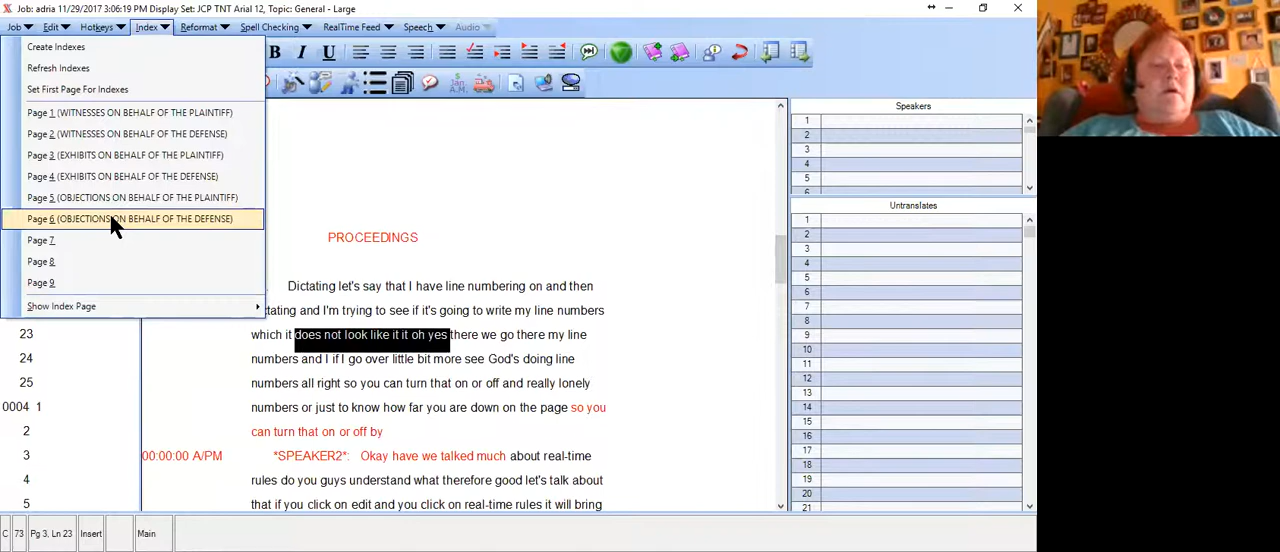 Job: adria 11/29/2017 3:06:19 PM Display Set: JCP TNT Arial 12, Topic: General - Large
Job Edit Hotkeys Index Reformat Spell Checking RealTime Feed Speech Audio
Create Indexes
Refresh Indexes
Set First Page For Indexes
Page 1 (WITNESSES ON BEHALF OF THE PLAINTIFF)
Page 2 (WITNESSES ON BEHALF OF THE DEFENSE)
Page 3 (EXHIBITS ON BEHALF OF THE PLAINTIFF)
Page 4 (EXHIBITS ON BEHALF OF THE DEFENSE)
Page 5 (OBJECTIONS ON BEHALF OF THE PLAINTIFF)
Page 6 (OBJECTIONS ON BEHALF OF THE DEFENSE)
Page 7
Page 8
Page 9
Show Index Page
B I U
Jan.
A.M.
PROCEEDINGS
Dictating let's say that I have line numbering on and then
tating and I'm trying to see if it's going to write my line numbers
23 which it does not look like it it oh yes there we go there my line
24 numbers and I if I go over little bit more see God's doing line
25 numbers all right so you can turn that on or off and really lonely
0004 1 numbers or just to know how far you are down on the page so you
2 can turn that on or off by
3 00:00:00 A/PM *SPEAKER2*: Okay have we talked much about real-time
4 rules do you guys understand what therefore good let's talk about
5 that if you click on edit and you click on real-time rules it will bring
Speakers
1
2
3
4
5
6
Untranslates
1
2
3
4
5
6
7
8
9
10
11
12
13
14
15
16
17
18
19
20
21
C 73 Pg 3, Ln 23 Insert Main